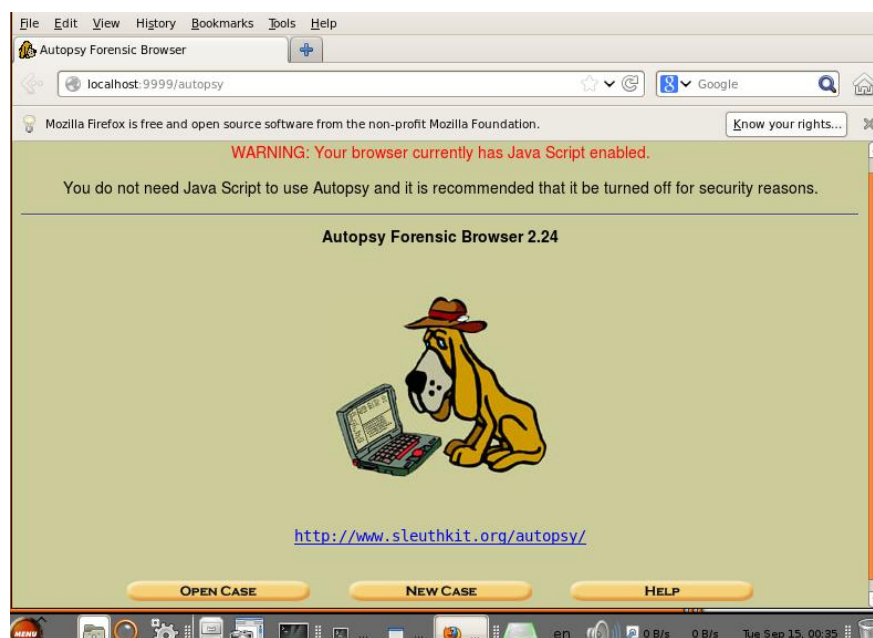 File Edit View History Bookmarks Tools Help
Autopsy Forensic Browser
localhost:9999/autopsy
Google
Mozilla Firefox is free and open source software from the non-profit Mozilla Foundation.
Know your rights...
WARNING: Your browser currently has Java Script enabled.
You do not need Java Script to use Autopsy and it is recommended that it be turned off for security reasons.
Autopsy Forensic Browser 2.24
http://www.sleuthkit.org/autopsy/
OPEN CASE NEW CASE HELP
MENU ... ... ... en 0 B/s 0 B/s Tue Sep 15, 00:35